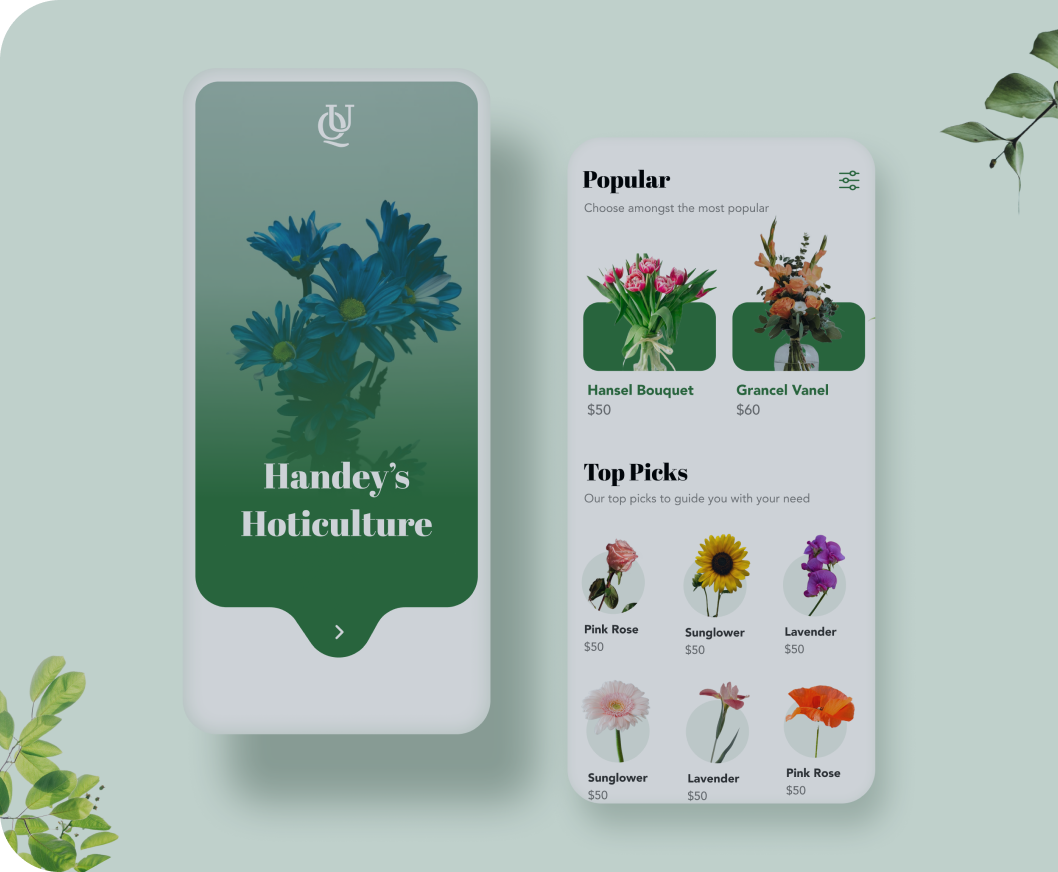 QU
Handey's
Hoticulture
Popular
Choose amongst the most popular
Hansel Bouquet
$50
Grancel Vanel
$60
Top Picks
Our top picks to guide you with your need
Pink Rose
$50
Sunglower
$50
Lavender
$50
Sunglower
$50
Lavender
$50
Pink Rose
$50